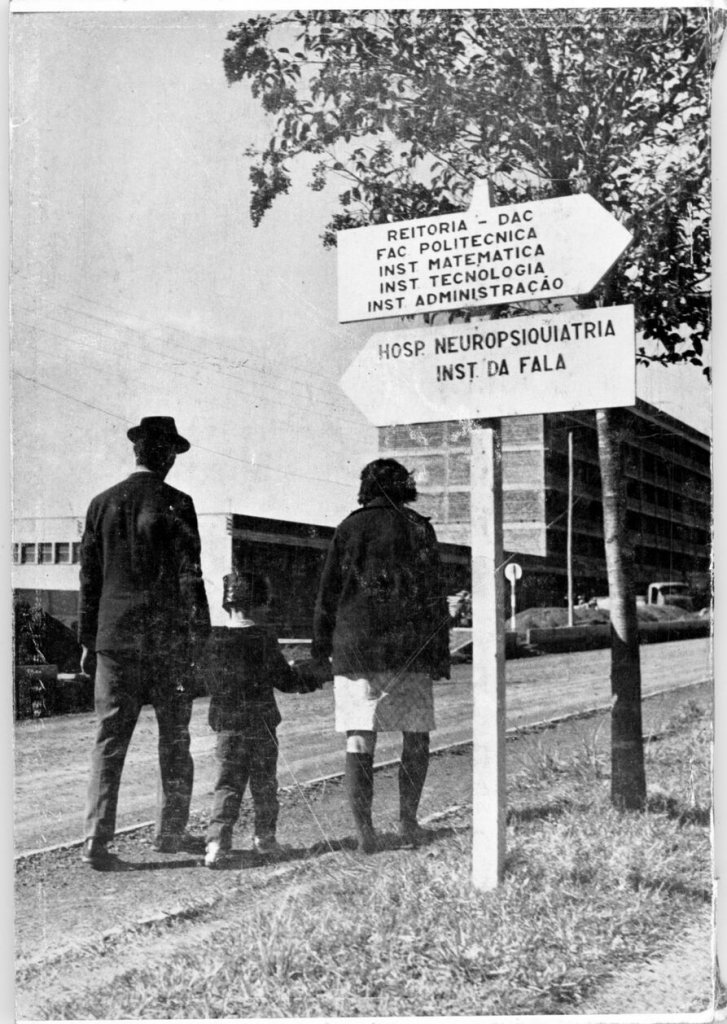 REITORIA - DAC
FAC POLITECNICA
INST MATEMATICA
INST TECNOLOGIA
INST ADMINISTRAÇÃO
HOSP. NEUROPSIQUIATRIA
INST. DA FALA